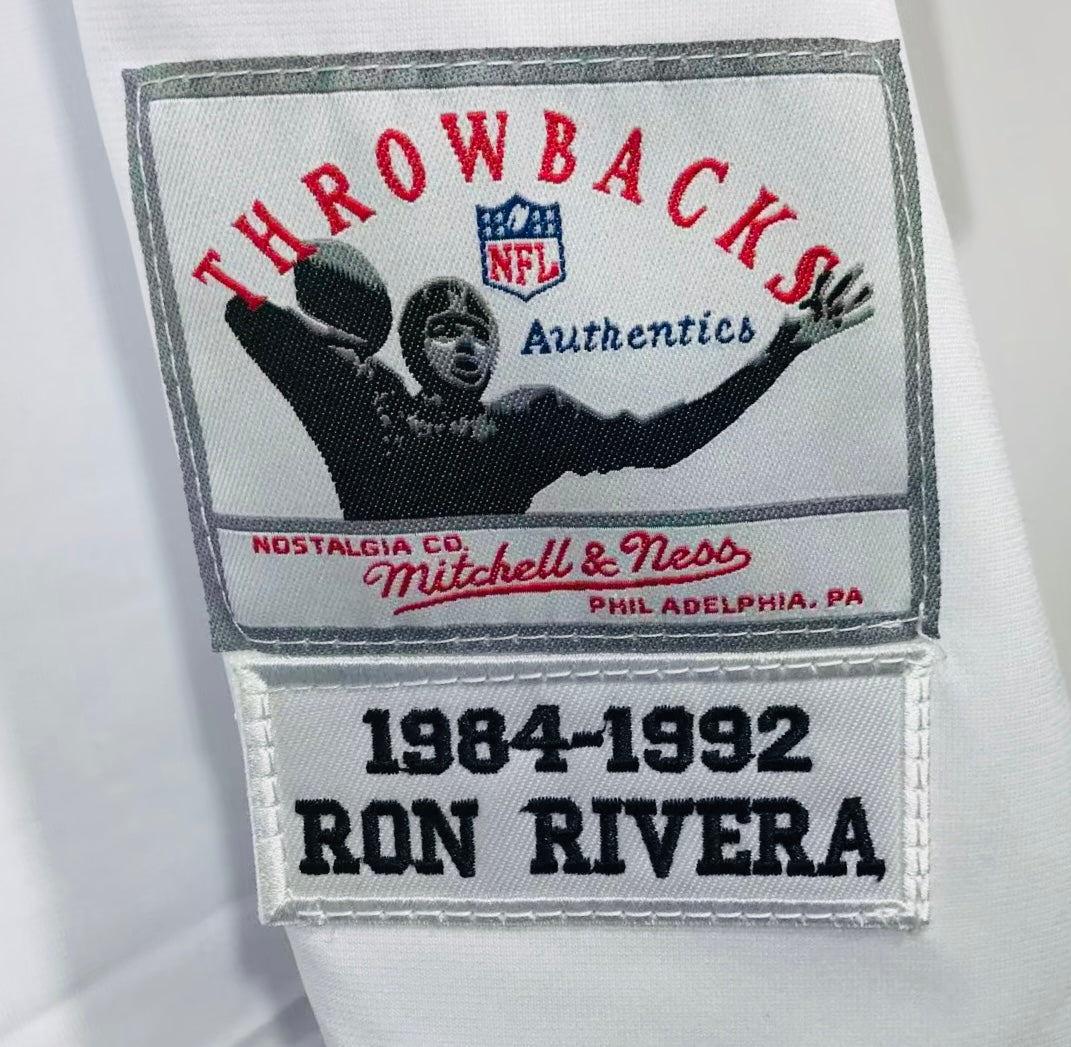 THROWBACKS
NFL
Authentics
NOSTALGIA CO.
Mitchell & Ness
PHILADELPHIA, PA
1984-1992
RON RIVERA